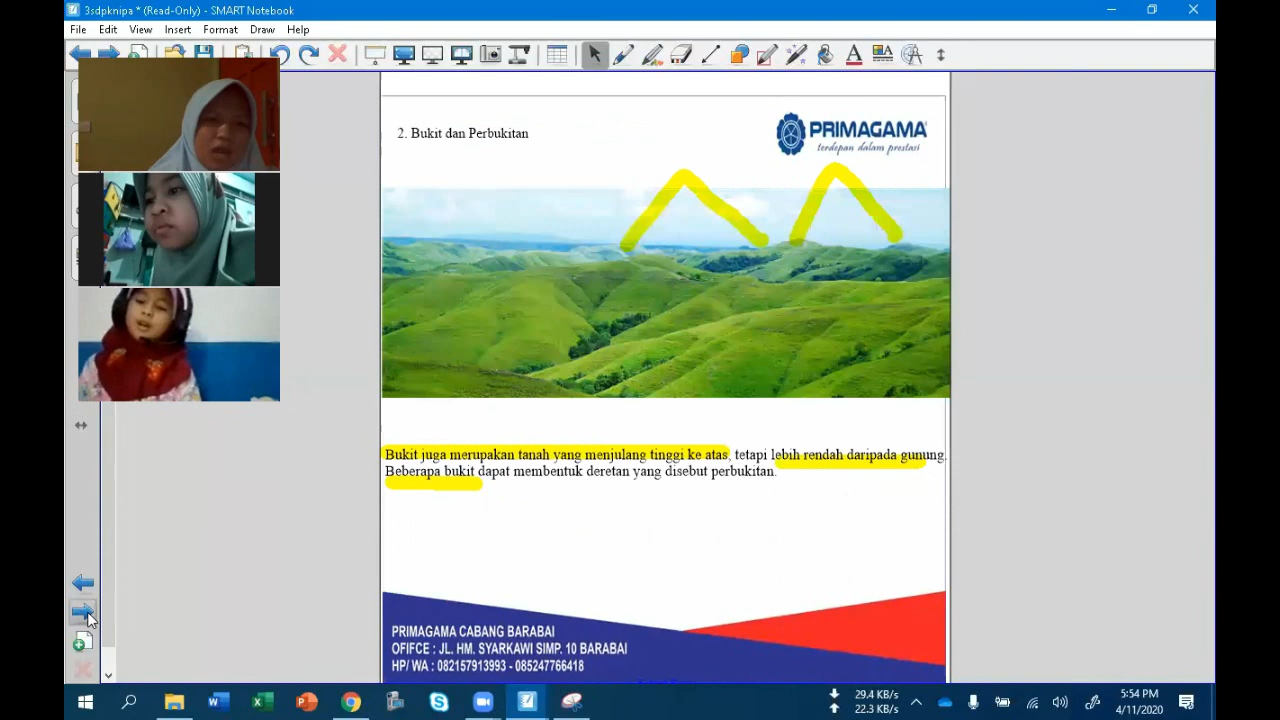 3sdpknipa * (Read-Only) - SMART Notebook
File Edit View Insert Format Draw Help
2. Bukit dan Perbukitan
PRIMAGAMA
terdepan dalam prestasi
Bukit juga merupakan tanah yang menjulang tinggi ke atas, tetapi lebih rendah daripada gunung.
Beberapa bukit dapat membentuk deretan yang disebut perbukitan.
PRIMAGAMA CABANG BARABAI
OFIFCE : JL. HM. SYARKAWI SIMP. 10 BARABAI
HP/ WA : 082157913993 - 085247766418
29.4 KB/s
22.3 KB/s
5:54 PM
4/11/2020